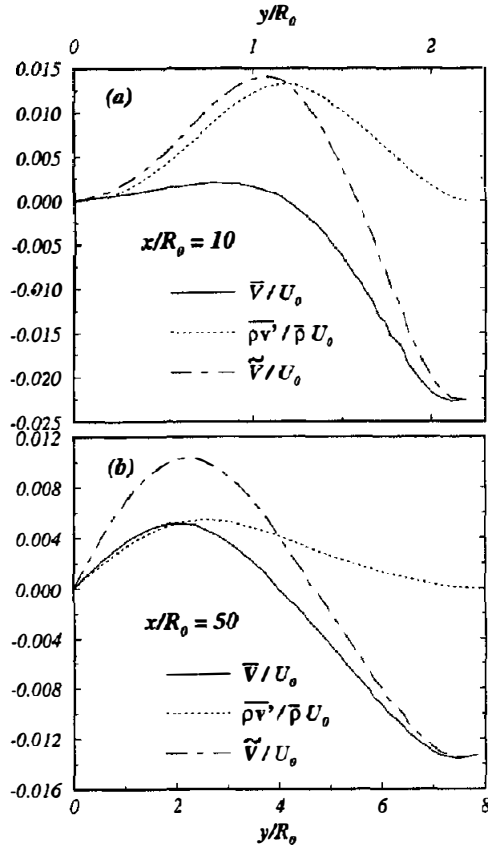 y/R₀
0 1 2
0.015
(a)
0.010
0.005
0.000
-0.005
x/R₀ = 10
-0.010
V̅ / U₀
-0.015
ρv'‾ / ρ̅ U₀
-0.020
Ṽ / U₀
-0.025
0.012
(b)
0.008
0.004
0.000
-0.004
x/R₀ = 50
V̅ / U₀
-0.008
ρv'‾ / ρ̅ U₀
-0.012
Ṽ / U₀
-0.016
0 2 4 6 8
y/R₀